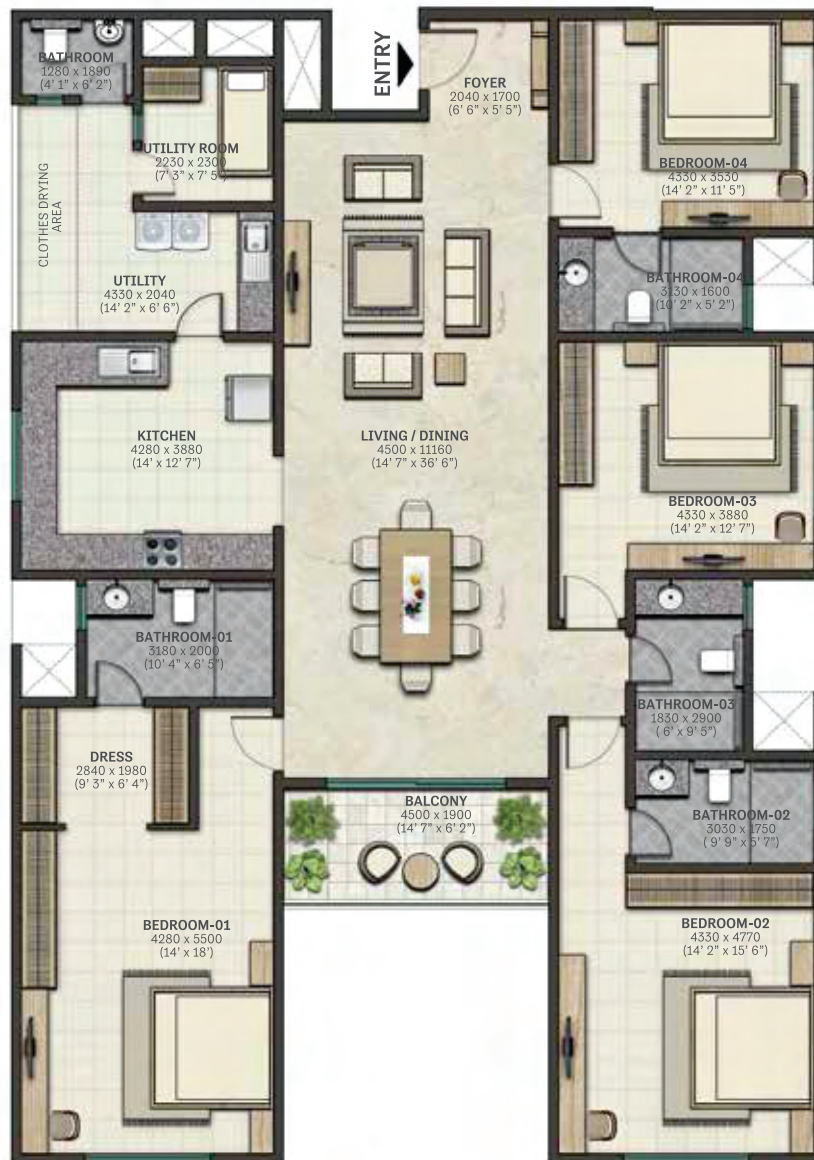 BATHROOM
1280 x 1890
(4' 1" x 6' 2")
ENTRY
FOYER
2040 x 1700
(6' 6" x 5' 5")
UTILITY ROOM
2230 x 2300
(7' 3" x 7' 5")
BEDROOM-04
4330 x 3530
(14' 2" x 11' 5")
CLOTHES DRYING
AREA
UTILITY
4330 x 2040
(14' 2" x 6' 6")
BATHROOM-04
3130 x 1600
(10' 2" x 5' 2")
KITCHEN
4280 x 3880
(14' x 12' 7")
LIVING / DINING
4500 x 11160
(14' 7" x 36' 6")
BEDROOM-03
4330 x 3880
(14' 2" x 12' 7")
BATHROOM-01
3180 x 2000
(10' 4" x 6' 5")
BATHROOM-03
1830 x 2900
( 6' x 9' 5")
DRESS
2840 x 1980
(9' 3" x 6' 4")
BALCONY
4500 x 1900
(14' 7" x 6' 2")
BATHROOM-02
3030 x 1750
( 9' 9" x 5' 7")
BEDROOM-01
4280 x 5500
(14' x 18')
BEDROOM-02
4330 x 4770
(14' 2" x 15' 6")